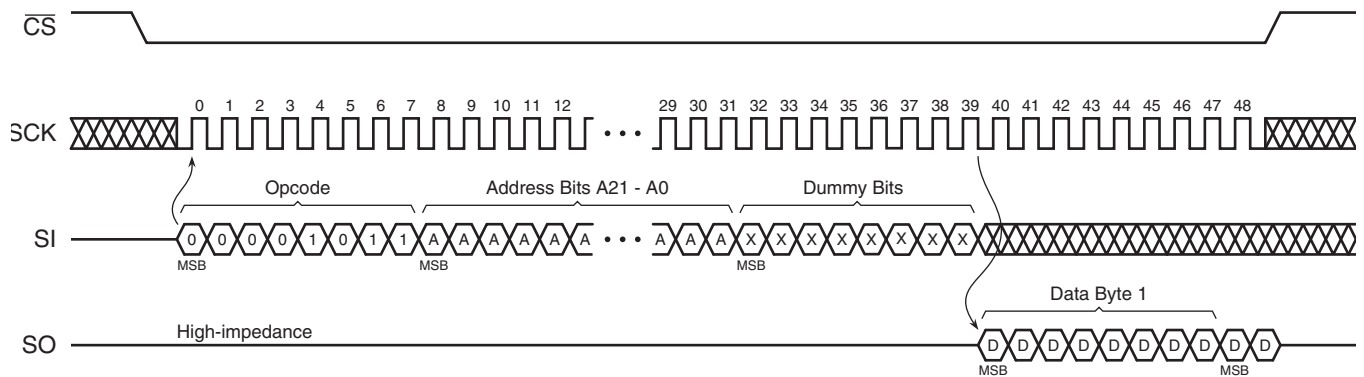 CS
0 1 2 3 4 5 6 7 8 9 10 11 12 29 30 31 32 33 34 35 36 37 38 39 40 41 42 43 44 45 46 47 48
SCK
Opcode Address Bits A21 - A0 Dummy Bits
SI 0 0 0 0 1 0 1 1 A A A A A A A A A X X X X X X X X
MSB MSB MSB
Data Byte 1
High-impedance
SO D D D D D D D D D D
MSB MSB